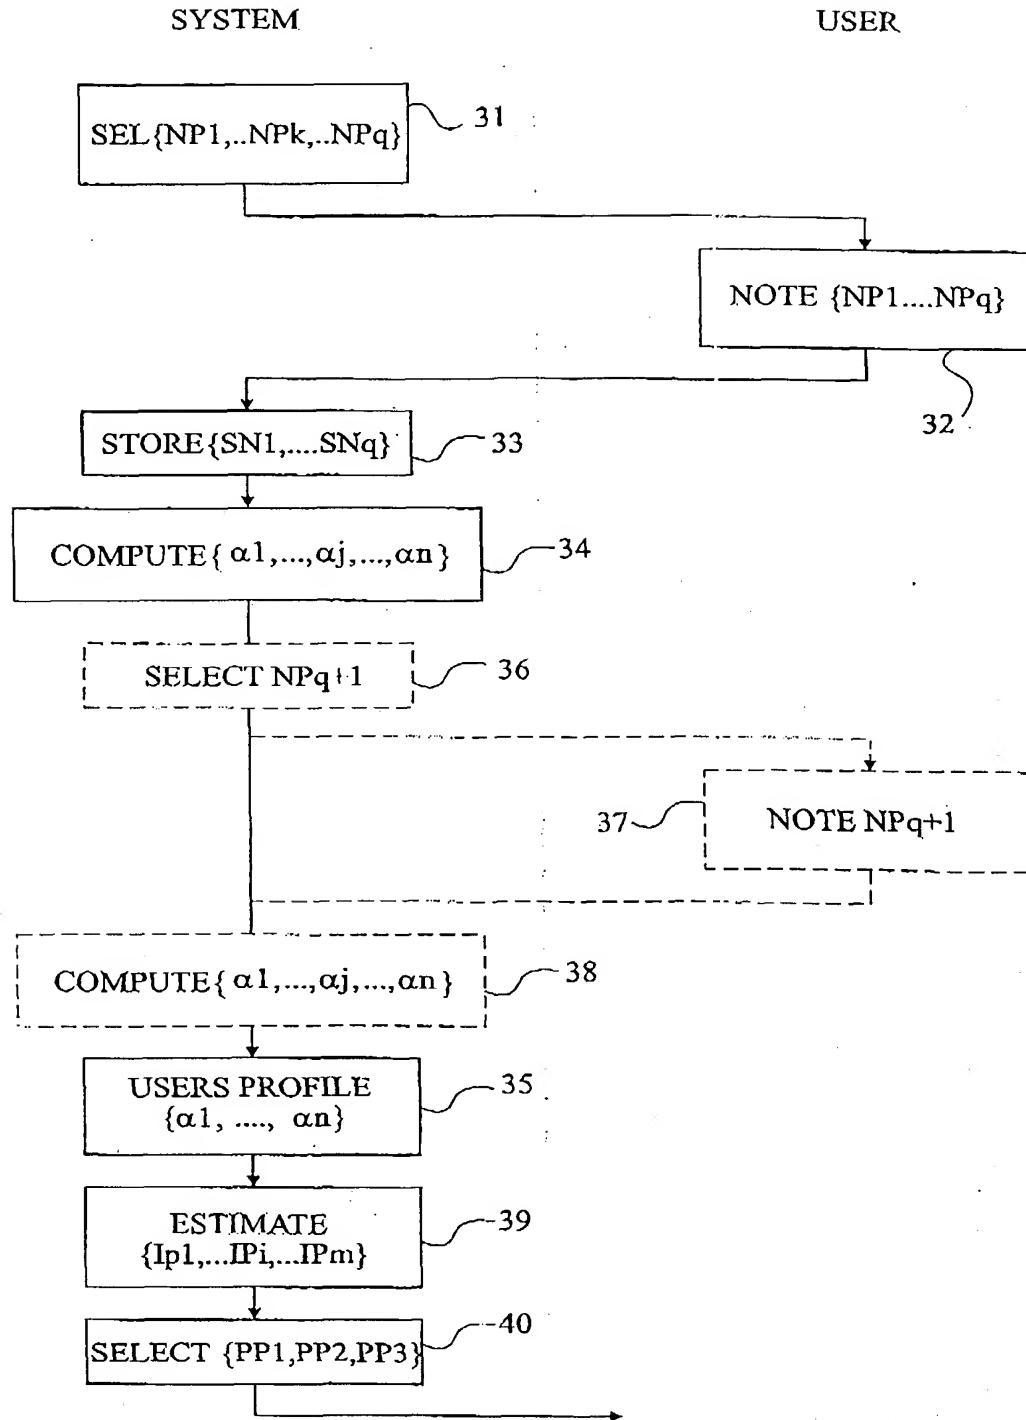 SYSTEM
USER
SEL{NP1,..NPk,..NPq}
31
NOTE {NP1....NPq}
32
STORE{SN1,....SNq}
33
COMPUTE{ α1,...,αj,...,αn}
34
SELECT NPq+1
36
37
NOTE NPq+1
COMPUTE{ α1,...,αj,...,αn}
38
USERS PROFILE
{α1, ...., αn}
35
ESTIMATE
{Ip1,...IPi,...IPm}
39
SELECT {PP1,PP2,PP3}
40